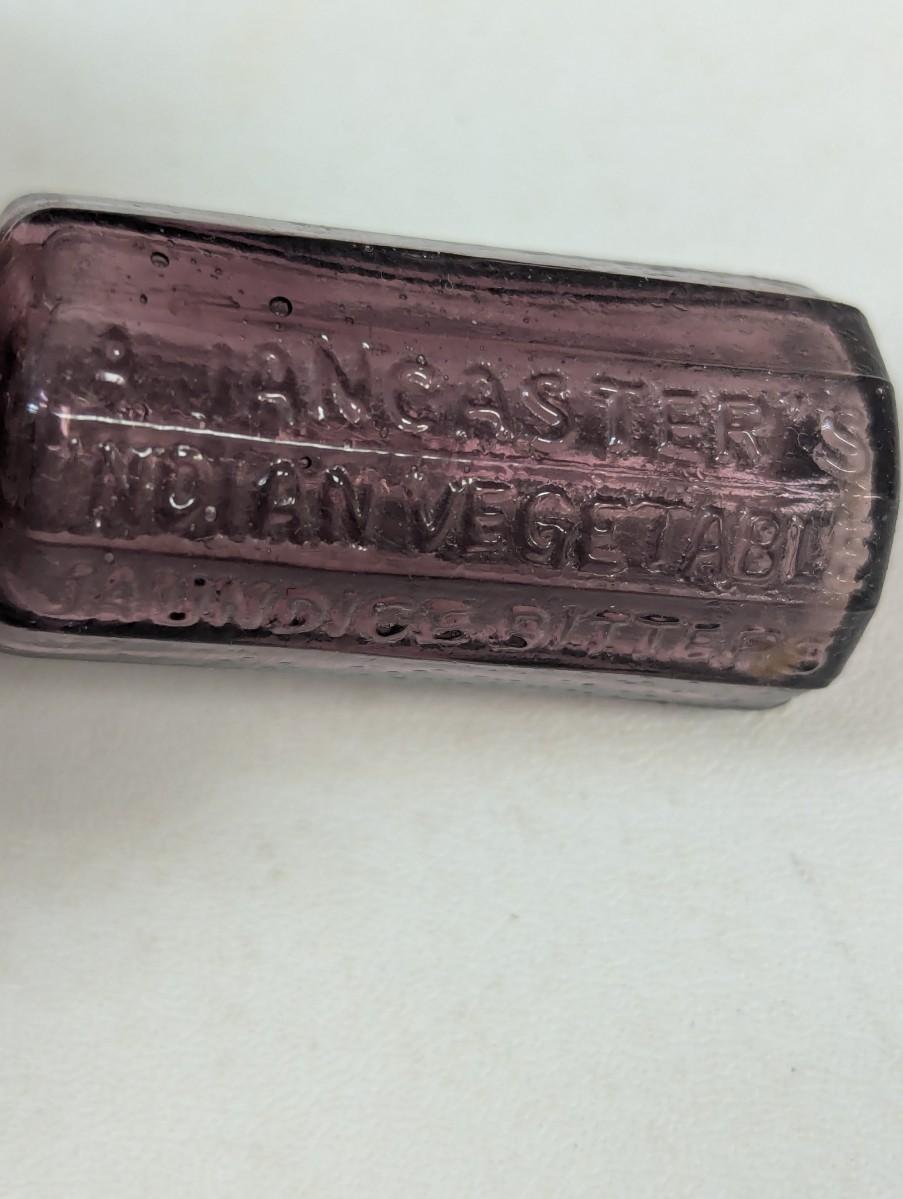 LANCASTER'S
INDIAN VEGETABLE
JAUNDICE BITTERS